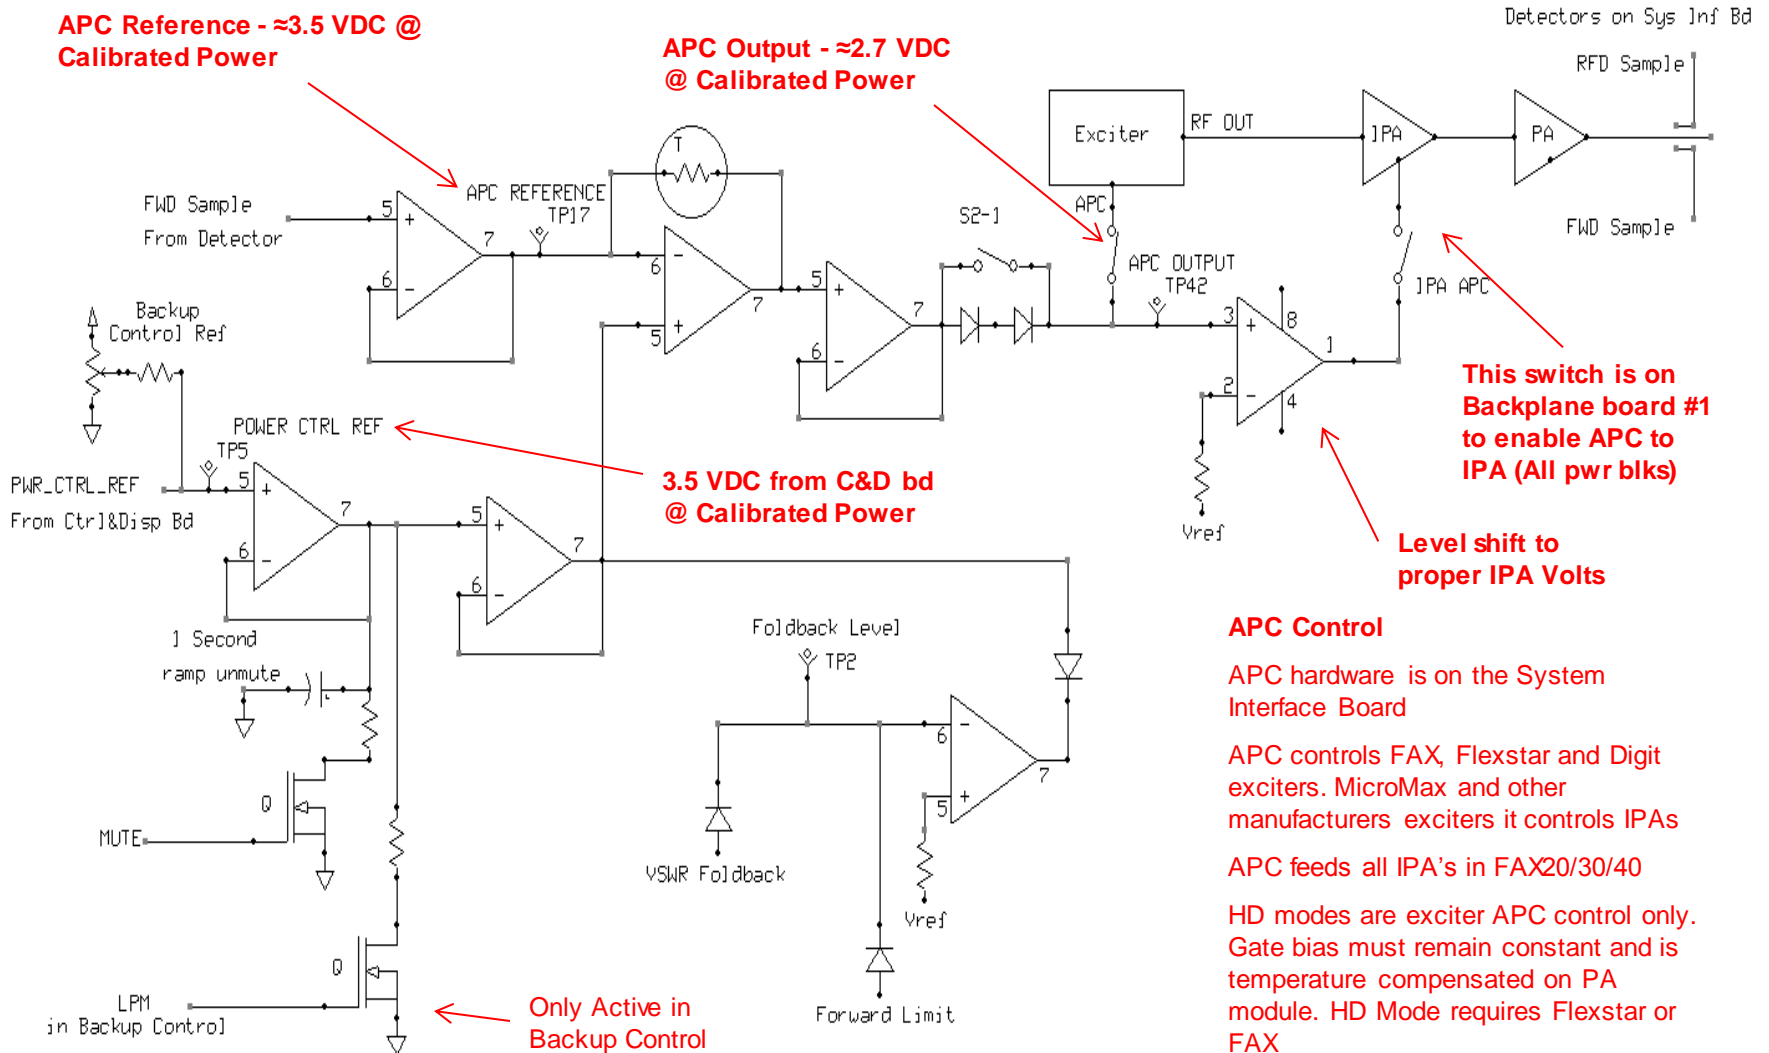 APC Reference - ≈3.5 VDC @
Calibrated Power
APC Output - ≈2.7 VDC
@ Calibrated Power
Detectors on Sys Inf Bd
RFD Sample
Exciter
RF OUT
IPA
PA
FWD Sample
From Detector
5
+
6
−
7
APC REFERENCE
TP17
T
6
−
5
+
7
5
+
6
−
7
S2-1
APC
APC OUTPUT
TP42
3
+
2
−
8
4
1
IPA APC
FWD Sample
Vref
This switch is on
Backplane board #1
to enable APC to
IPA (All pwr blks)
Level shift to
proper IPA Volts
Backup
Control Ref
POWER CTRL REF
TP5
3.5 VDC from C&D bd
@ Calibrated Power
PWR_CTRL_REF
From Ctrl&Disp Bd
5
+
6
−
7
5
+
6
−
7
1 Second
ramp unmute
Q
MUTE
Foldback Level
TP2
6
−
5
+
7
VSWR Foldback
Vref
Forward Limit
Q
LPM
in Backup Control
Only Active in
Backup Control
APC Control
APC hardware is on the System
Interface Board
APC controls FAX, Flexstar and Digit
exciters. MicroMax and other
manufacturers exciters it controls IPAs
APC feeds all IPA's in FAX20/30/40
HD modes are exciter APC control only.
Gate bias must remain constant and is
temperature compensated on PA
module. HD Mode requires Flexstar or
FAX